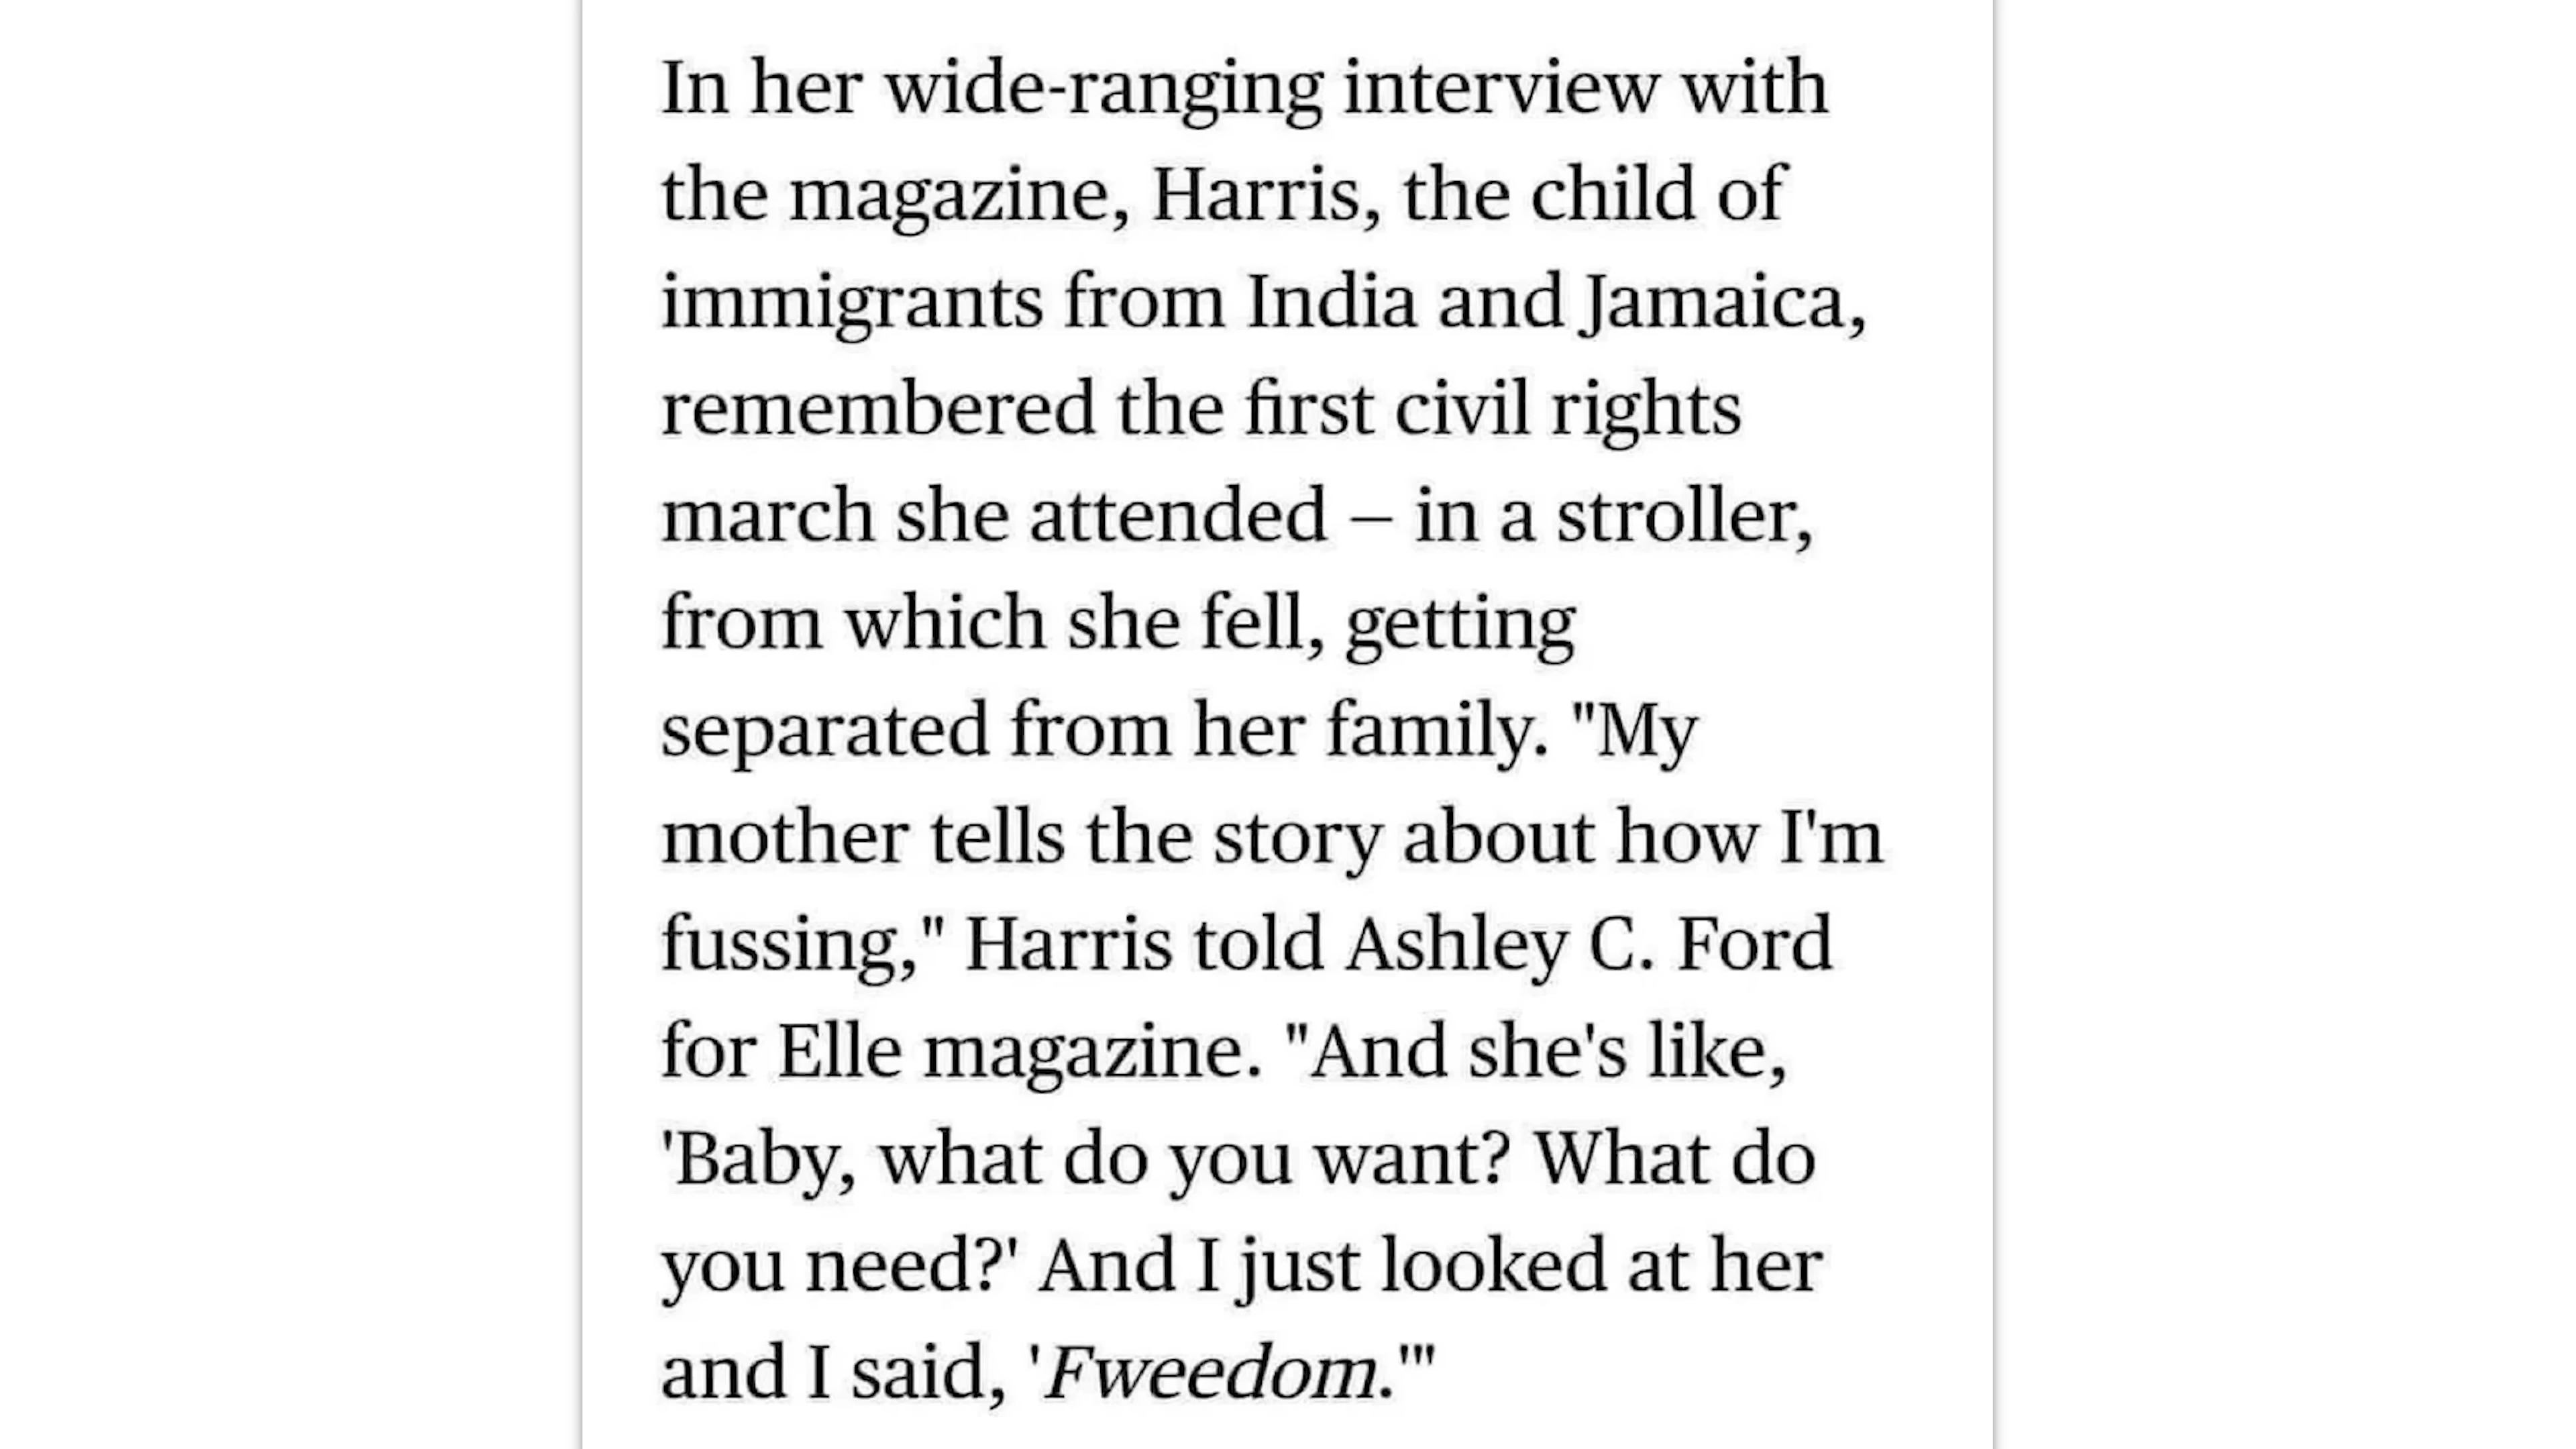 In her wide-ranging interview with
the magazine, Harris, the child of
immigrants from India and Jamaica,
remembered the first civil rights
march she attended – in a stroller,
from which she fell, getting
separated from her family. "My
mother tells the story about how I'm
fussing," Harris told Ashley C. Ford
for Elle magazine. "And she's like,
'Baby, what do you want? What do
you need?' And I just looked at her
and I said, 'Fweedom.'"